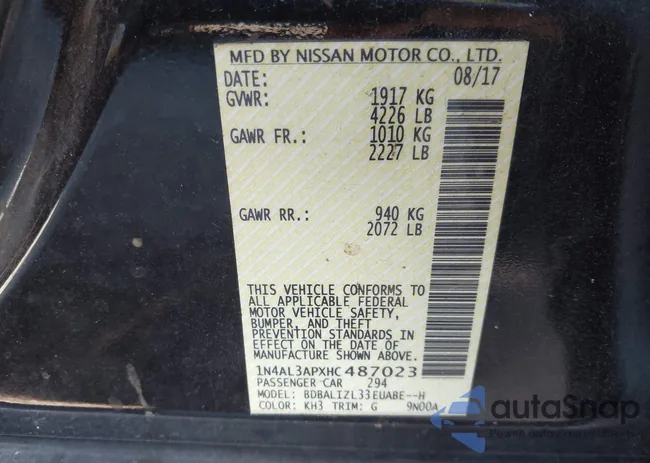 MFD BY NISSAN MOTOR CO., LTD.
DATE: 08/17
GVWR: 1917 KG
4226 LB
GAWR FR.: 1010 KG
2227 LB
GAWR RR.: 940 KG
2072 LB
THIS VEHICLE CONFORMS TO
ALL APPLICABLE FEDERAL
MOTOR VEHICLE SAFETY,
BUMPER, AND THEFT
PREVENTION STANDARDS IN
EFFECT ON THE DATE OF
MANUFACTURE SHOWN ABOVE.
1N4AL3APXHC487023
PASSENGER CAR 294
MODEL: BDBALIZL33EUABE--H
COLOR: KH3 TRIM: G 9N00A
autoSnap